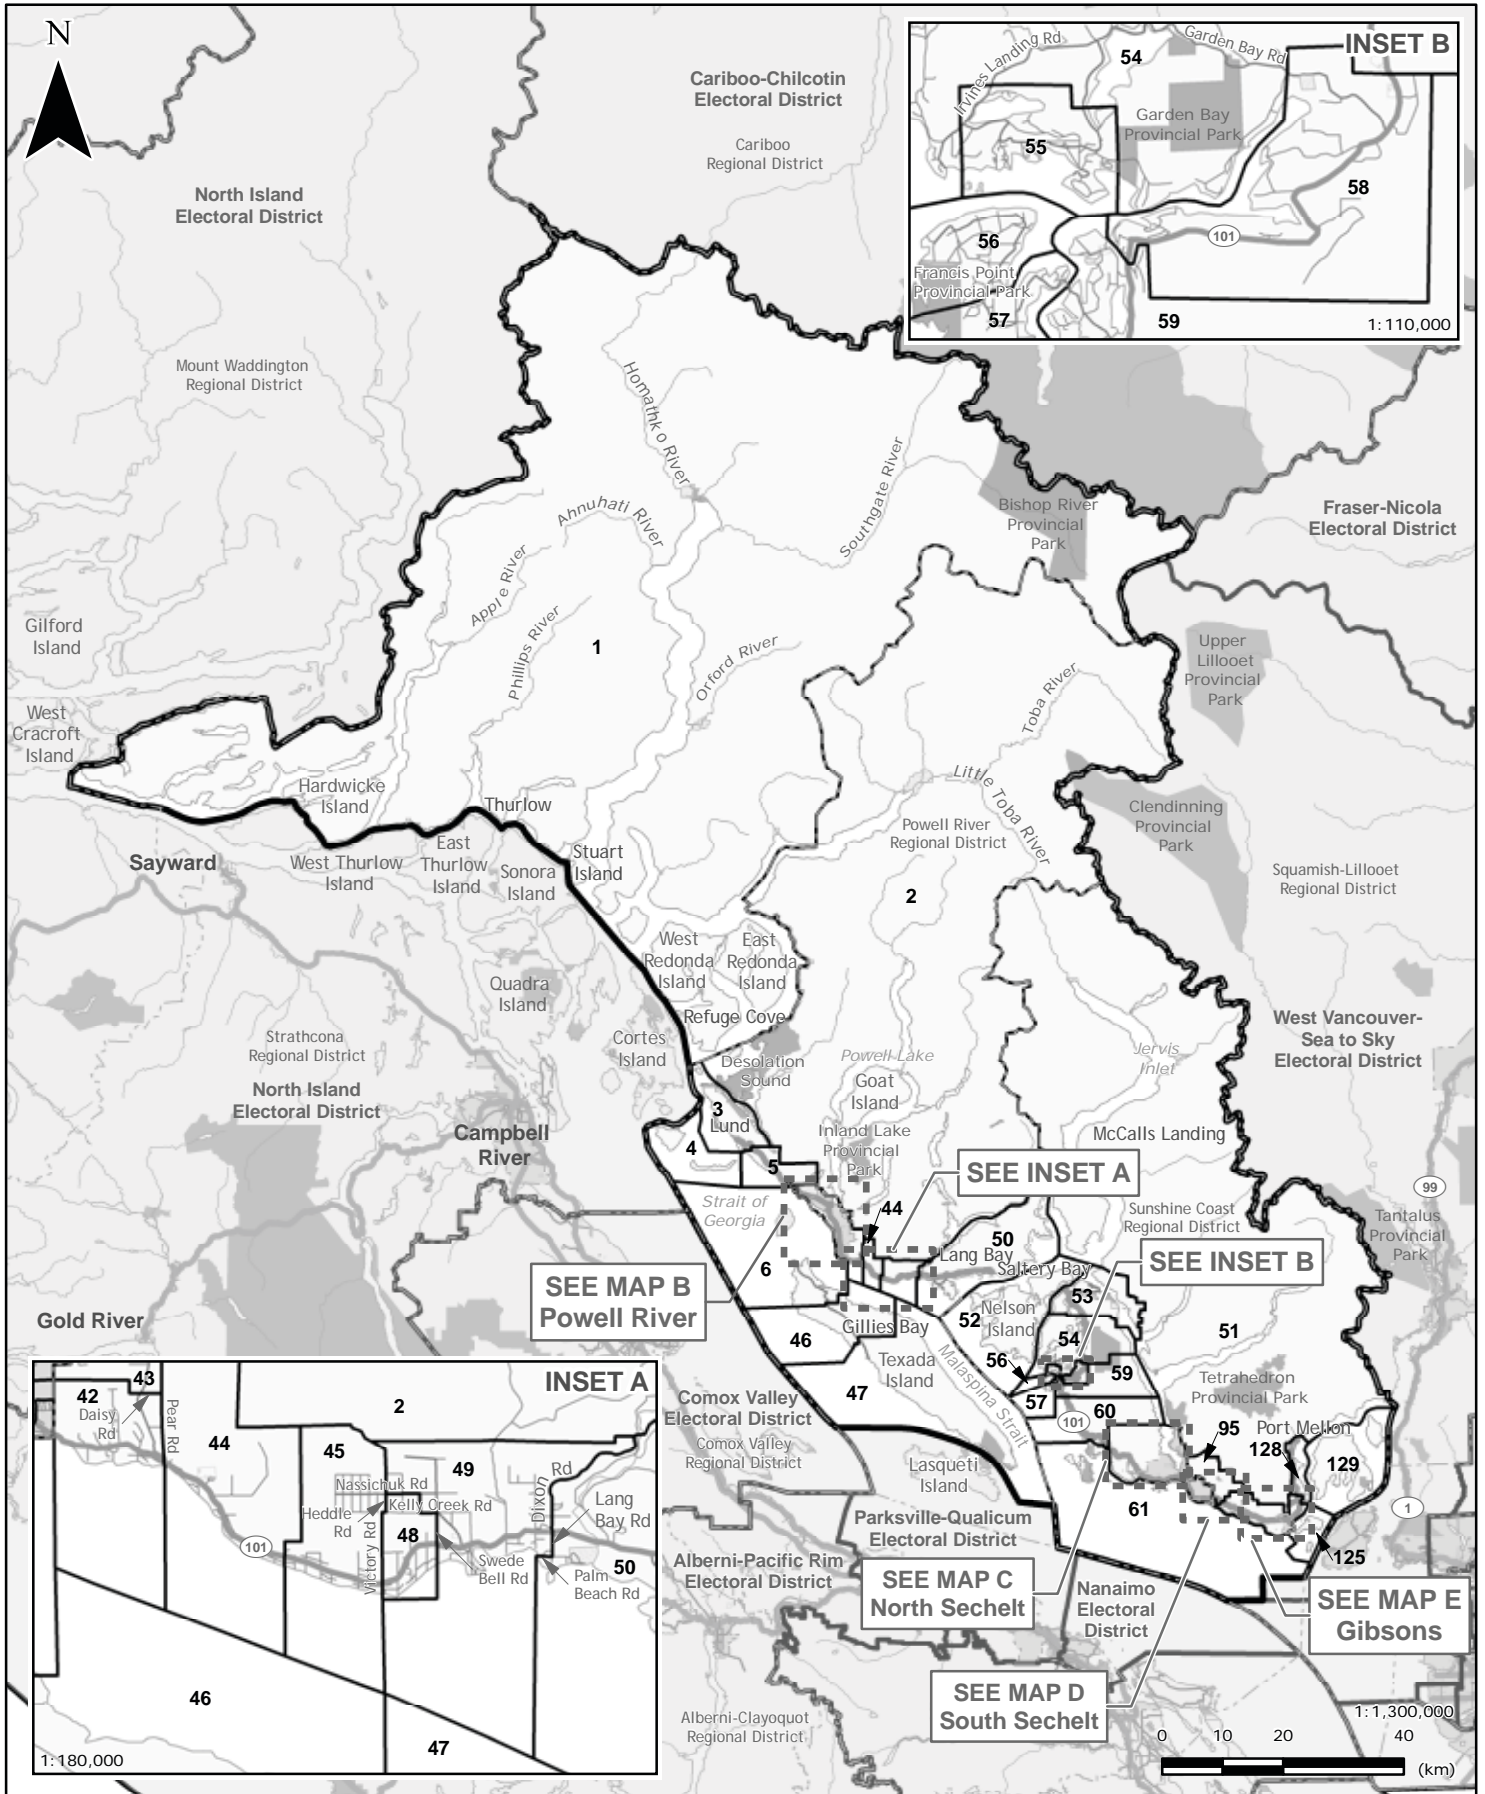 N
Cariboo-Chilcotin
Electoral District
Cariboo
Regional District
North Island
Electoral District
Mount Waddington
Regional District
INSET B
Irvines Landing Rd
Garden Bay Rd
54
Garden Bay
Provincial Park
55
58
56
101
Francis Point
Provincial Park
57
59
1:110,000
Homathko River
Southgate River
Ahnuhati River
Apple River
Phillips River
Orford River
Bishop River
Provincial
Park
Fraser-Nicola
Electoral District
Gilford
Island
1
Upper
Lillooet
Provincial
Park
Toba River
West
Cracroft
Island
Hardwicke
Island
Thurlow
Little Toba River
Clendinning
Provincial
Park
Powell River
Regional District
Sayward
West Thurlow
Island
East
Thurlow
Island
Sonora
Island
Stuart
Island
Squamish-Lillooet
Regional District
2
West
Redonda
Island
East
Redonda
Island
Quadra
Island
Refuge Cove
Cortes
Island
Strathcona
Regional District
North Island
Electoral District
West Vancouver-
Sea to Sky
Electoral District
Desolation
Sound
Powell Lake
Goat
Island
Jervis
Inlet
3
Lund
Campbell
River
4
5
Inland Lake
Provincial
Park
McCalls Landing
SEE INSET A
Strait of
Georgia
44
99
Tantalus
Provincial
Park
Sunshine Coast
Regional District
50
Lang Bay
Saltery Bay
SEE INSET B
6
SEE MAP B
Powell River
53
Nelson
Island
52
54
51
Gold River
Gillies Bay
46
Texada
Island
Malaspina Strait
56
57
59
Tetrahedron
Provincial Park
47
60
101
95
Port Mellon
128
129
Comox Valley
Electoral District
Comox Valley
Regional District
Lasqueti
Island
61
1
125
Parksville-Qualicum
Electoral District
Alberni-Pacific Rim
Electoral District
SEE MAP C
North Sechelt
Nanaimo
Electoral
District
SEE MAP E
Gibsons
SEE MAP D
South Sechelt
Alberni-Clayoquot
Regional District
1:1,300,000
0 10 20 40
(km)
INSET A
42
43
Daisy
Rd
Pear Rd
2
44
45
49
Nassichuk Rd
Kelly Creek Rd
Heddle
Rd
Victory Rd
48
Dixon Rd
Lang
Bay Rd
101
Swede
Bell Rd
Palm
Beach Rd
50
46
47
1:180,000